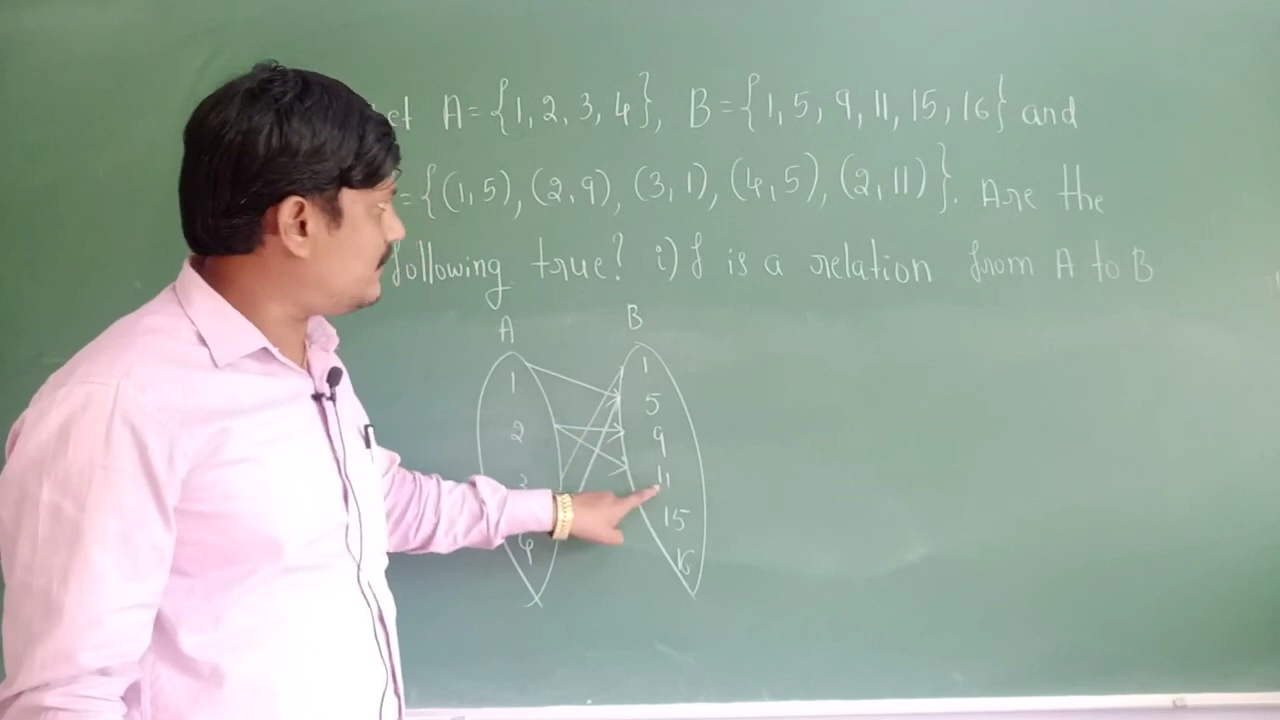 et A={1, 2, 3, 4}, B={1, 5, 9, 11, 15, 16} and
={(1, 5), (2, 9), (3, 1), (4, 5), (2, 11)}. Are the
following true? i) f is a relation from A to B
A B
1 1
2 5
3 9
4 11
15
16